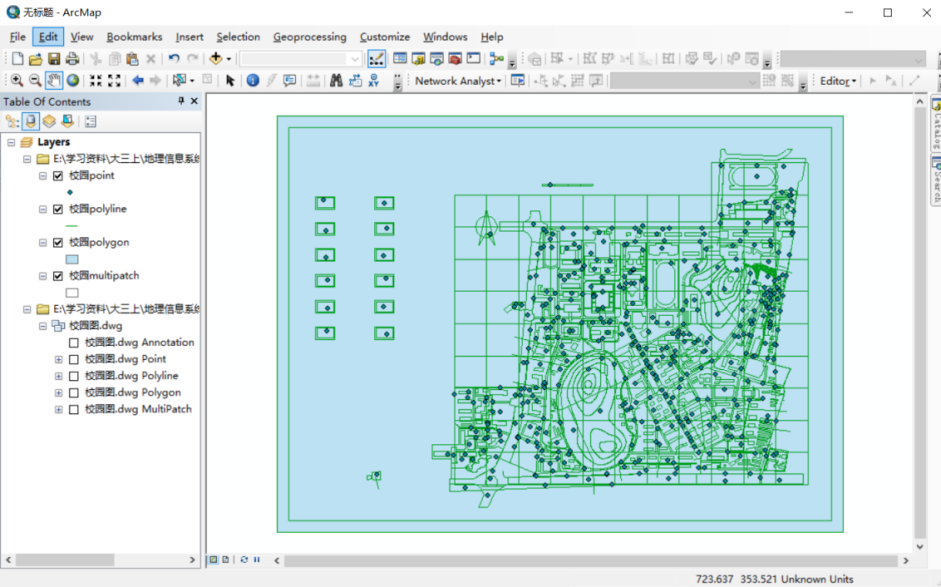 无标题 - ArcMap
File Edit View Bookmarks Insert Selection Geoprocessing Customize Windows Help
Network Analyst Editor
Table Of Contents
Layers
E:\学习资料\大三上\地理信息系统
校园point
校园polyline
校园polygon
校园multipatch
E:\学习资料\大三上\地理信息系统
校园图.dwg
校园图.dwg Annotation
校园图.dwg Point
校园图.dwg Polyline
校园图.dwg Polygon
校园图.dwg MultiPatch
Catalog
Search
723.637 353.521 Unknown Units